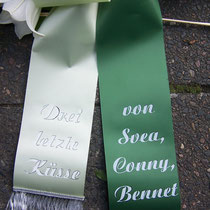 Drei
letzte
Küsse
von
Svea,
Conny,
Bennet